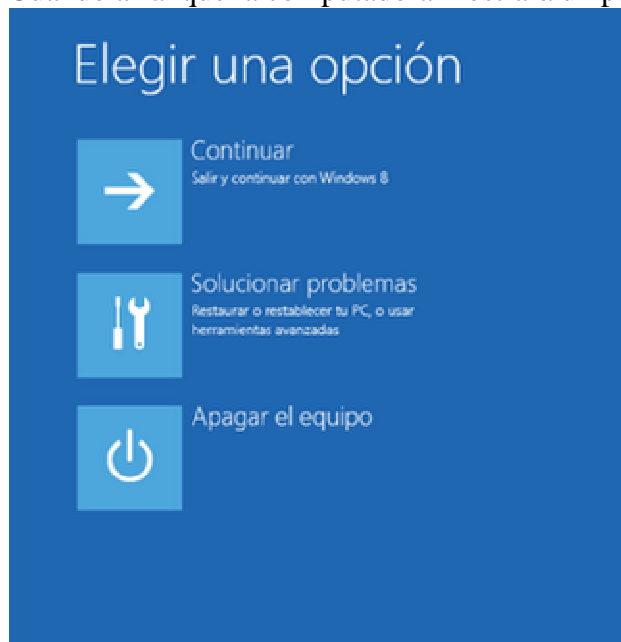 Elegir una opción
Continuar
Salir y continuar con Windows 8
Solucionar problemas
Restaurar o restablecer tu PC, o usar
herramientas avanzadas
Apagar el equipo